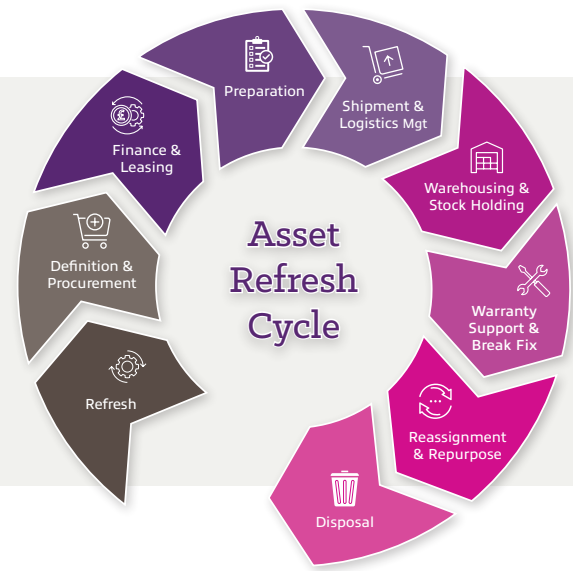 Asset
Refresh
Cycle
Refresh
Definition &
Procurement
Finance &
Leasing
Preparation
Shipment &
Logistics Mgt
Warehousing &
Stock Holding
Warranty
Support &
Break Fix
Reassignment
& Repurpose
Disposal
£